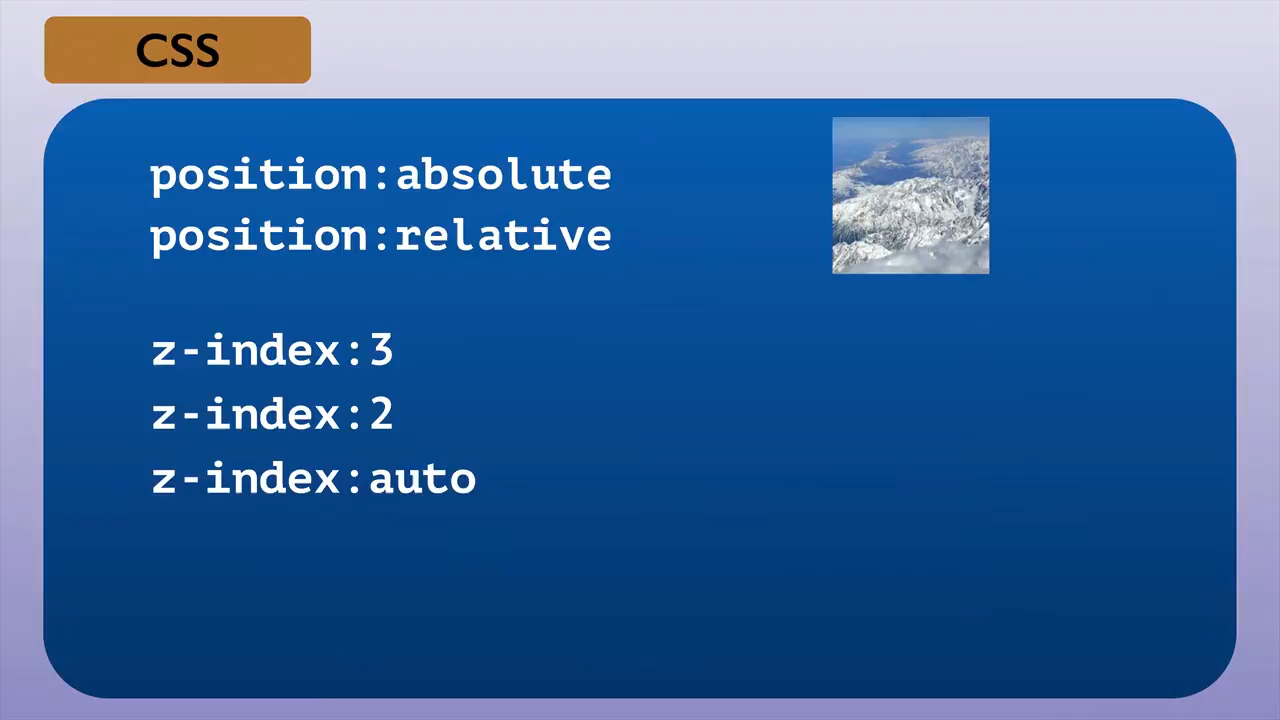 CSS
position:absolute
position:relative
z-index:3
z-index:2
z-index:auto